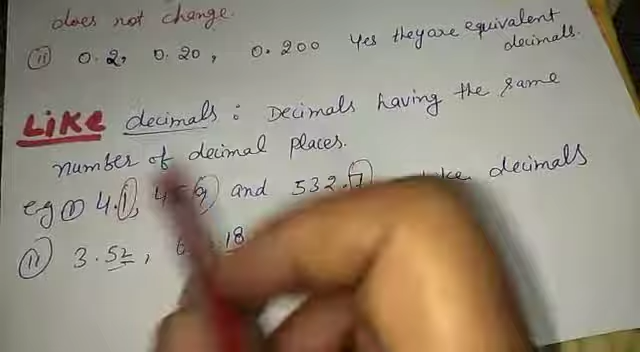 does not change.
(ii) 0.2, 0.20, 0.200 Yes they are equivalent
decimals.
LIKE decimals : Decimals having the same
number of decimal places.
eg (i) 4.1, 9 and 532.7 decimals
(ii) 3.52, .18